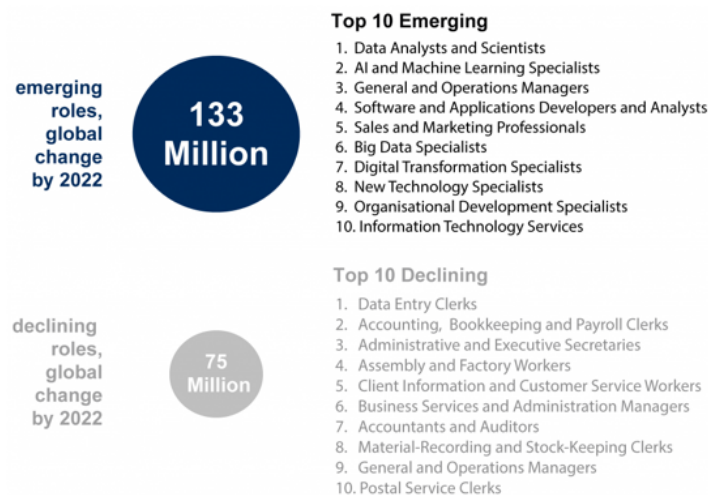 emerging
roles,
global
change
by 2022
133
Million
Top 10 Emerging
1. Data Analysts and Scientists
2. AI and Machine Learning Specialists
3. General and Operations Managers
4. Software and Applications Developers and Analysts
5. Sales and Marketing Professionals
6. Big Data Specialists
7. Digital Transformation Specialists
8. New Technology Specialists
9. Organisational Development Specialists
10. Information Technology Services
declining
roles,
global
change
by 2022
75
Million
Top 10 Declining
1. Data Entry Clerks
2. Accounting, Bookkeeping and Payroll Clerks
3. Administrative and Executive Secretaries
4. Assembly and Factory Workers
5. Client Information and Customer Service Workers
6. Business Services and Administration Managers
7. Accountants and Auditors
8. Material-Recording and Stock-Keeping Clerks
9. General and Operations Managers
10. Postal Service Clerks